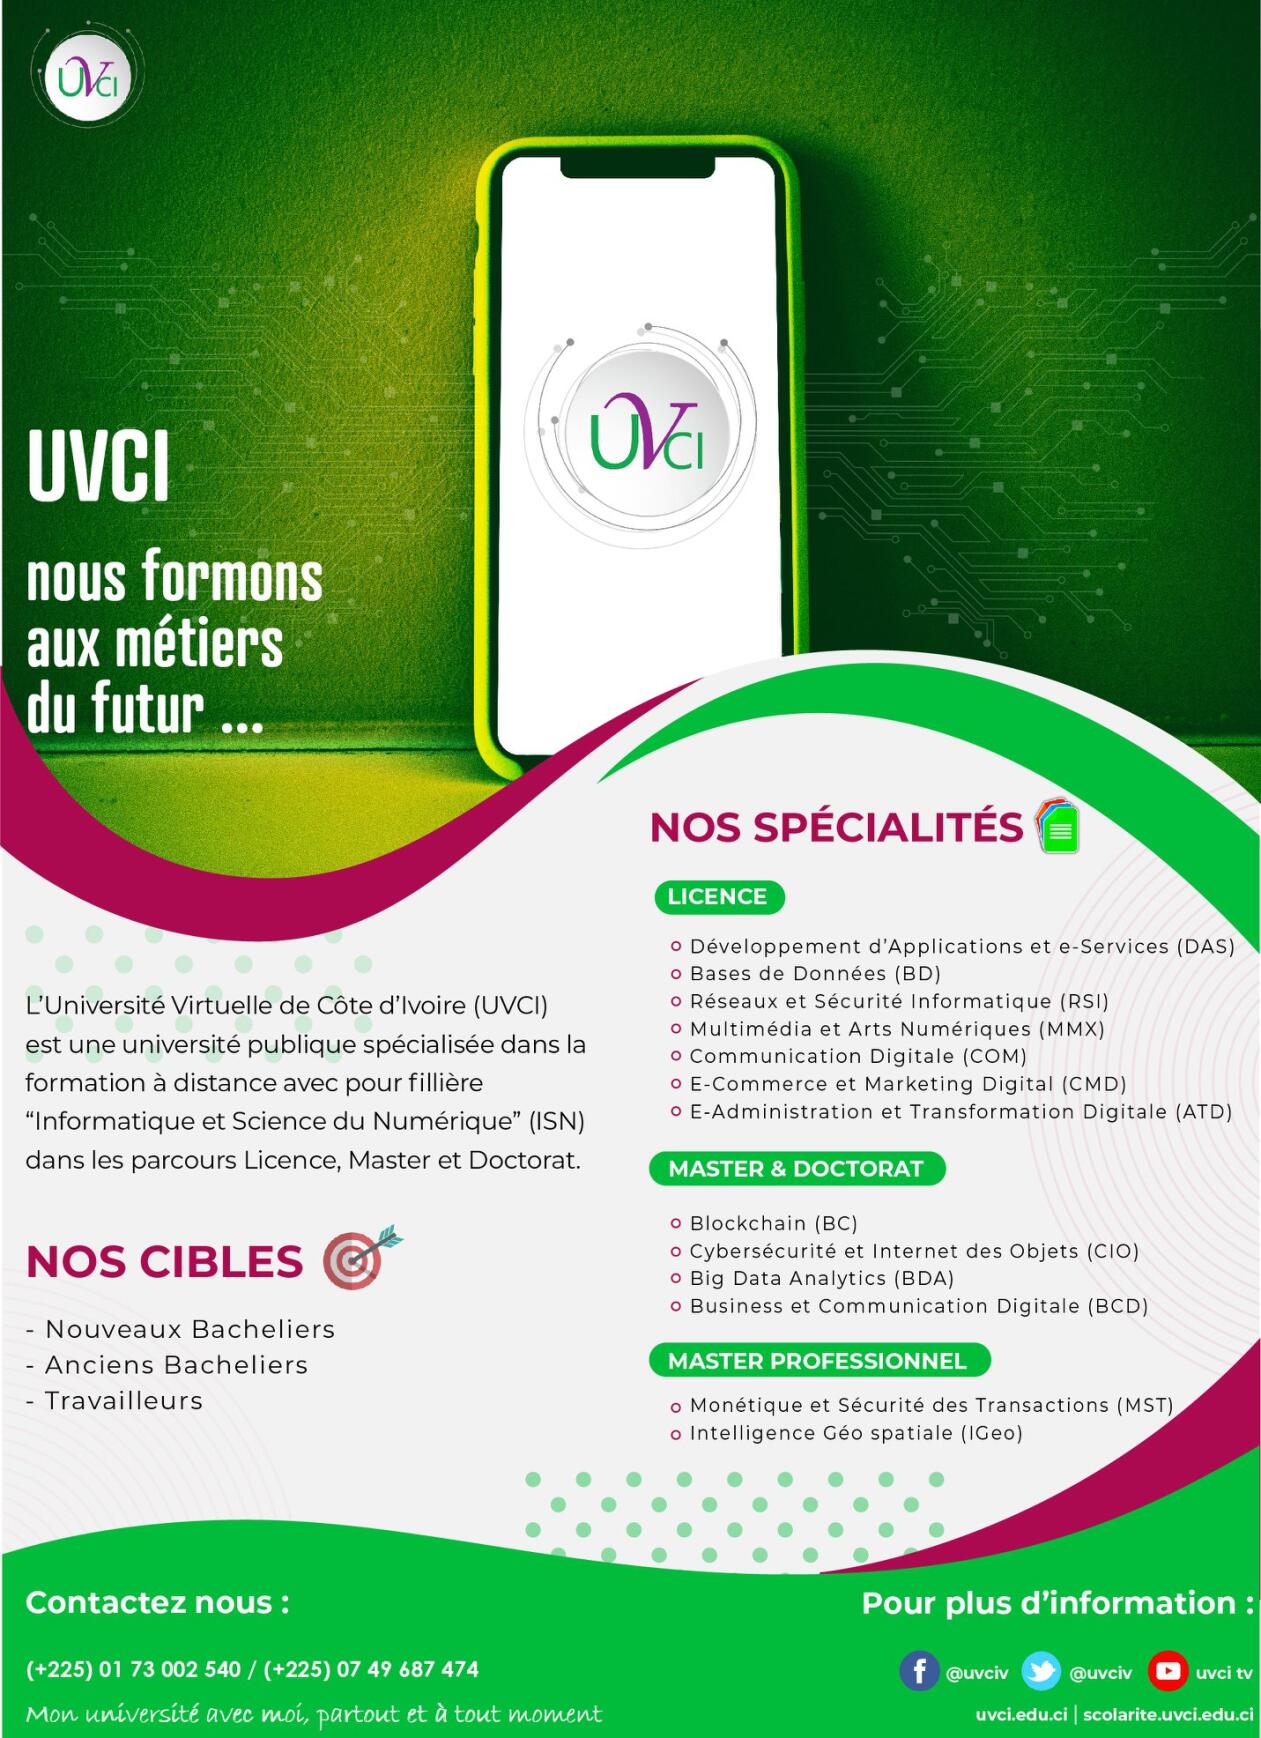 UVCI
UVCI
UVCI
nous formons
aux métiers
du futur ...
L'Université Virtuelle de Côte d'Ivoire (UVCI)
est une université publique spécialisée dans la
formation à distance avec pour fillière
“Informatique et Science du Numérique” (ISN)
dans les parcours Licence, Master et Doctorat.
NOS CIBLES
- Nouveaux Bacheliers
- Anciens Bacheliers
- Travailleurs
NOS SPÉCIALITÉS
LICENCE
Développement d'Applications et e-Services (DAS)
Bases de Données (BD)
Réseaux et Sécurité Informatique (RSI)
Multimédia et Arts Numériques (MMX)
Communication Digitale (COM)
E-Commerce et Marketing Digital (CMD)
E-Administration et Transformation Digitale (ATD)
MASTER & DOCTORAT
Blockchain (BC)
Cybersécurité et Internet des Objets (CIO)
Big Data Analytics (BDA)
Business et Communication Digitale (BCD)
MASTER PROFESSIONNEL
Monétique et Sécurité des Transactions (MST)
Intelligence Géo spatiale (IGeo)
Contactez nous :
(+225) 01 73 002 540 / (+225) 07 49 687 474
Mon université avec moi, partout et à tout moment
Pour plus d'information :
@uvciv @uvciv uvci tv
uvci.edu.ci | scolarite.uvci.edu.ci